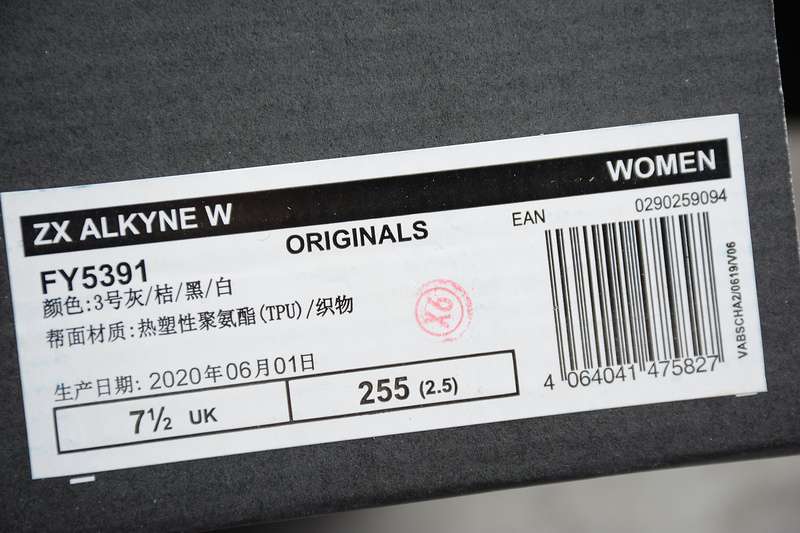 ZX ALKYNE W WOMEN
ORIGINALS
FY5391
颜色:3号灰/桔/黑/白
帮面材质:热塑性聚氨酯(TPU)/织物
生产日期: 2020年06月01日
7½ UK
255 (2.5)
EAN 0290259094
4 064041 475827
VABSCHA2/0619/V06
X6